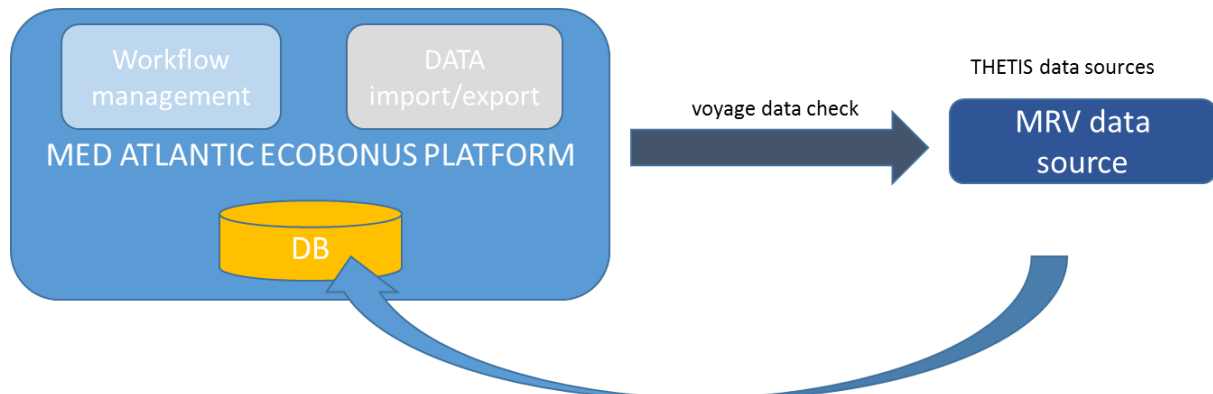 Workflow
management
DATA
import/export
MED ATLANTIC ECOBONUS PLATFORM
DB
voyage data check
THETIS data sources
MRV data
source